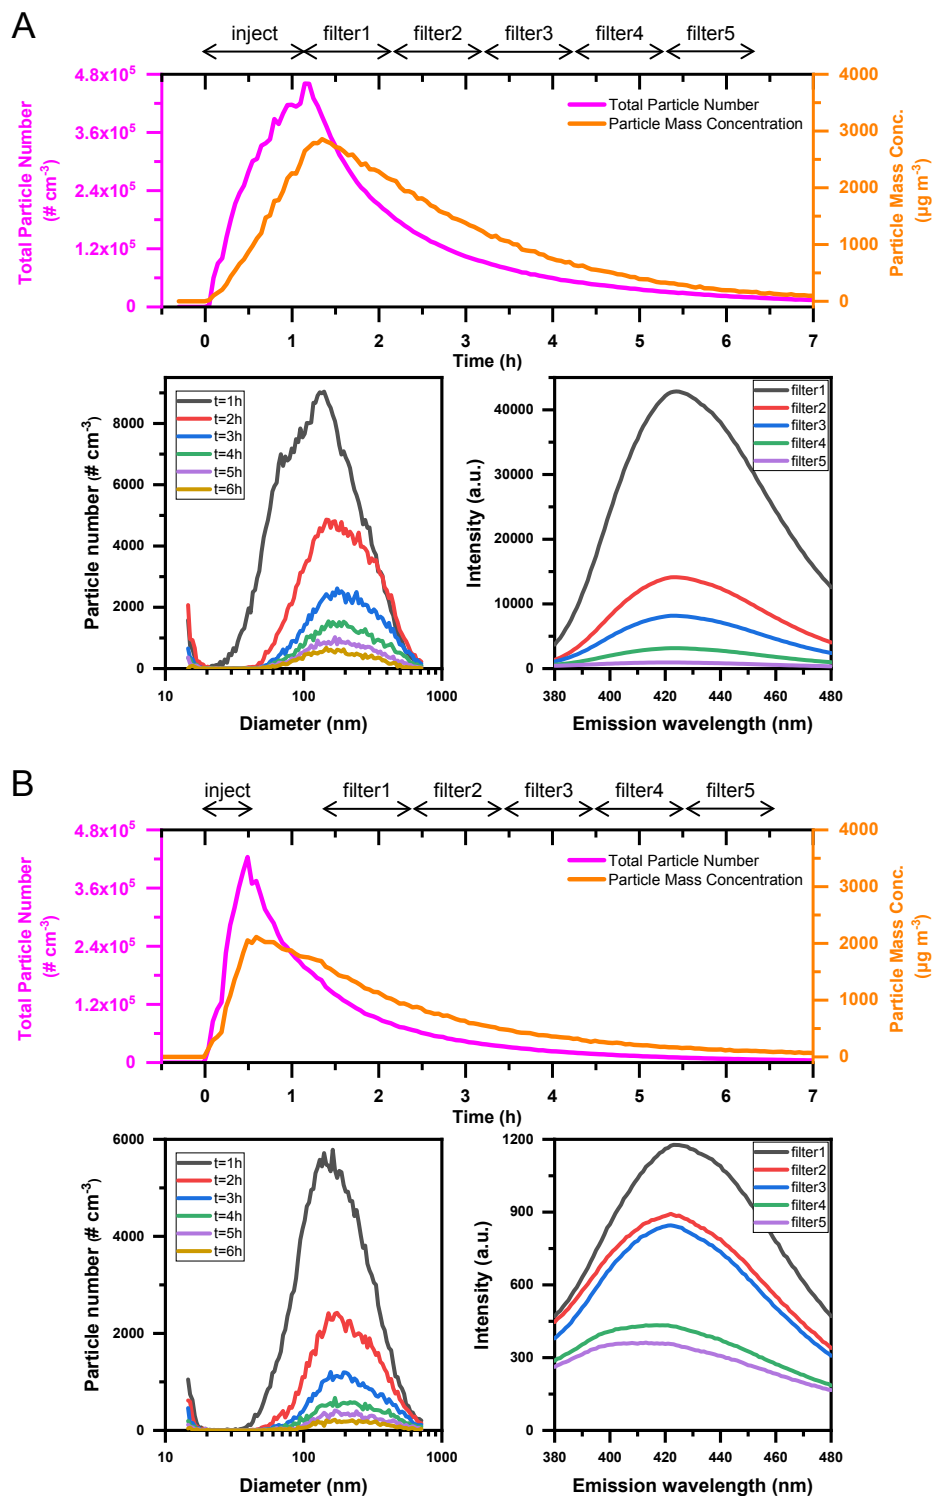 A
inject filter1 filter2 filter3 filter4 filter5
4.8x10⁵
3.6x10⁵
2.4x10⁵
1.2x10⁵
0
Total Particle Number
(# cm⁻³)
Total Particle Number
Particle Mass Concentration
4000
3000
2000
1000
0
Particle Mass Conc.
(µg m⁻³)
0 1 2 3 4 5 6 7
Time (h)
8000
6000
4000
2000
0
Particle number (# cm⁻³)
t=1h
t=2h
t=3h
t=4h
t=5h
t=6h
10 100 1000
Diameter (nm)
40000
30000
20000
10000
0
Intensity (a.u.)
filter1
filter2
filter3
filter4
filter5
380 400 420 440 460 480
Emission wavelength (nm)
B
inject filter1 filter2 filter3 filter4 filter5
4.8x10⁵
3.6x10⁵
2.4x10⁵
1.2x10⁵
0
Total Particle Number
(# cm⁻³)
Total Particle Number
Particle Mass Concentration
4000
3000
2000
1000
0
Particle Mass Conc.
(µg m⁻³)
0 1 2 3 4 5 6 7
Time (h)
6000
4000
2000
0
Particle number (# cm⁻³)
t=1h
t=2h
t=3h
t=4h
t=5h
t=6h
10 100 1000
Diameter (nm)
1200
900
600
300
0
Intensity (a.u.)
filter1
filter2
filter3
filter4
filter5
380 400 420 440 460 480
Emission wavelength (nm)